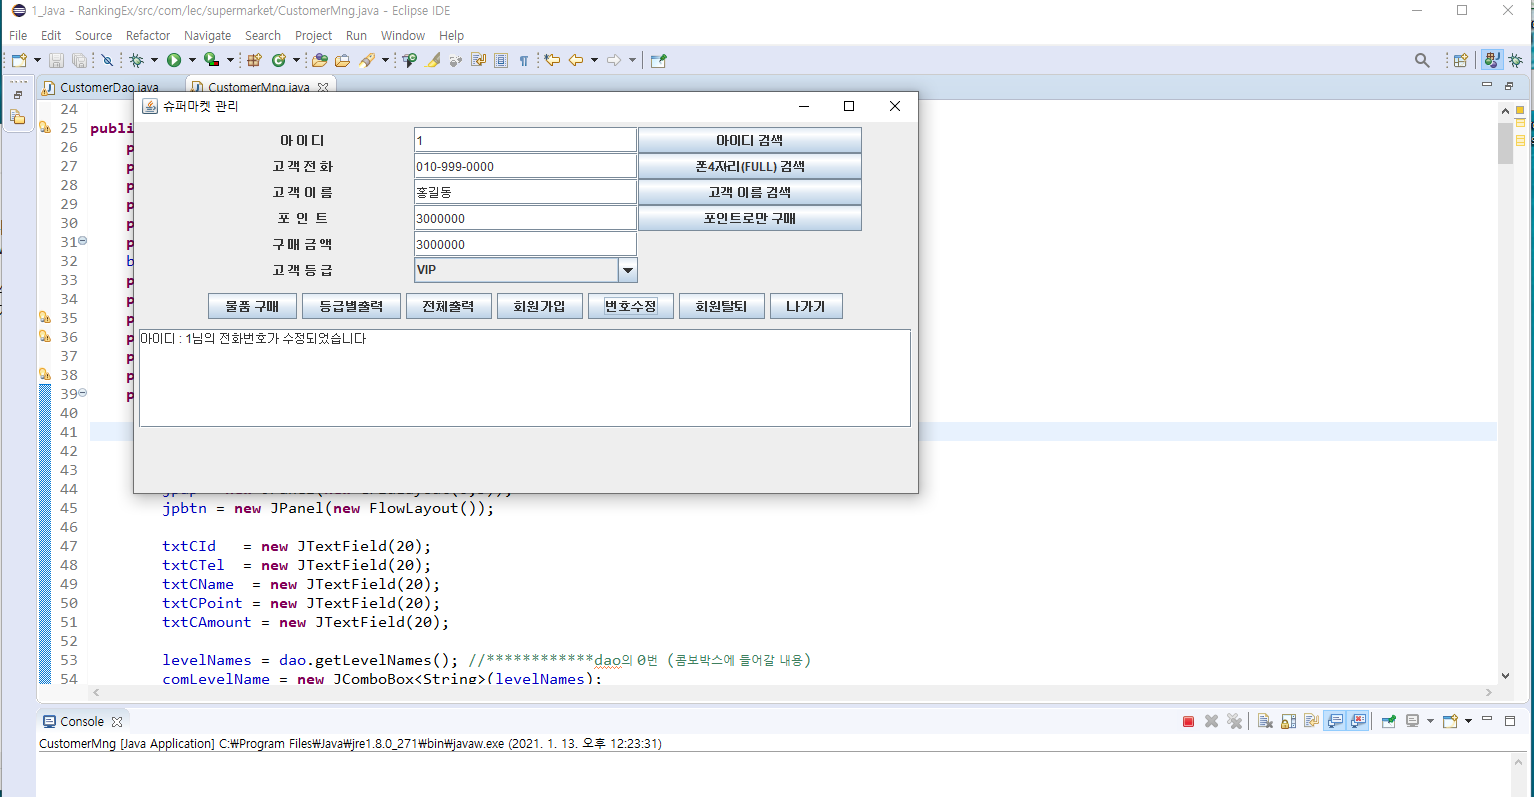 1_Java - RankingEx/src/com/lec/supermarket/CustomerMng.java - Eclipse IDE
File Edit Source Refactor Navigate Search Project Run Window Help
CustomerDao.java CustomerMng.java
슈퍼마켓 관리
아 이 디 1 아이디 검색
고 객 전 화 010-999-0000 폰4자리(FULL) 검색
고 객 이 름 홍길동 고객 이름 검색
포 인 트 3000000 포인트로만 구매
구 매 금 액 3000000
고 객 등 급 VIP
물품 구매 등급별출력 전체출력 회원가입 번호수정 회원탈퇴 나가기
아이디 : 1님의 전화번호가 수정되었습니다
24
25 publi
26 p
27 p
28 p
29 p
30 p
31 p
32 b
33 p
34 p
35 p
36 p
37 p
38 p
39 p
40
41
42
43
44
45 jpbtn = new JPanel(new FlowLayout());
46
47 txtCId = new JTextField(20);
48 txtCTel = new JTextField(20);
49 txtCName = new JTextField(20);
50 txtCPoint = new JTextField(20);
51 txtCAmount = new JTextField(20);
52
53 levelNames = dao.getLevelNames(); //************dao의 0번 (콤보박스에 들어갈 내용)
54 comLevelName = new JComboBox<String>(levelNames);
Console
CustomerMng [Java Application] C:₩Program Files₩Java₩jre1.8.0_271₩bin₩javaw.exe (2021. 1. 13. 오후 12:23:31)